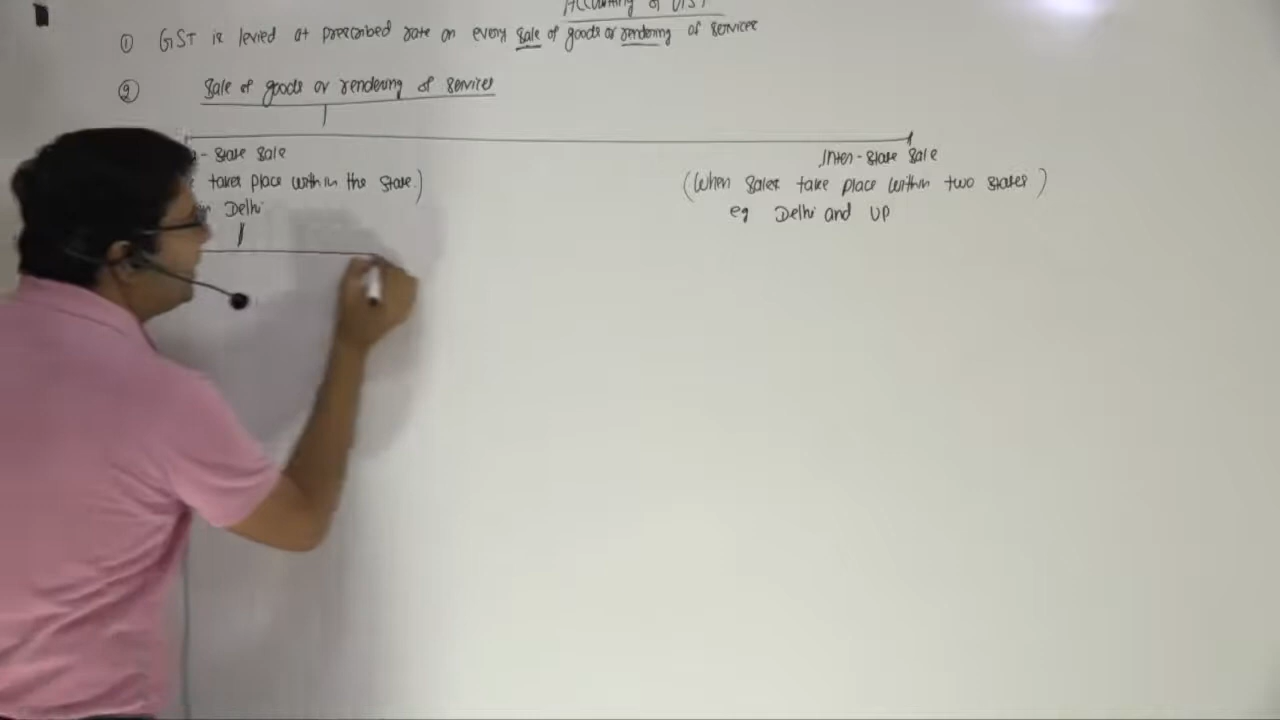 Accounting of GST
① GST is levied at prescribed rate on every sale of goods or rendering of services
② Sale of goods or rendering of services
- State Sale
takes place within the state.)
in Delhi
Inter - State Sale
(When Sales take place within two states)
eg Delhi and UP